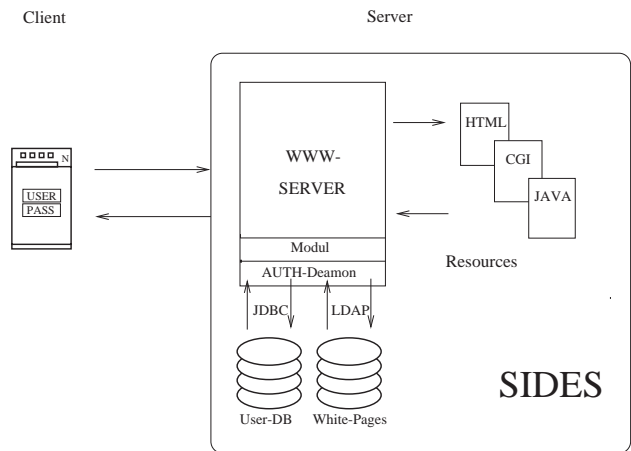 Client
Server
N
USER
PASS
WWW-
SERVER
Modul
AUTH-Deamon
JDBC
LDAP
User-DB
White-Pages
HTML
CGI
JAVA
Resources
SIDES